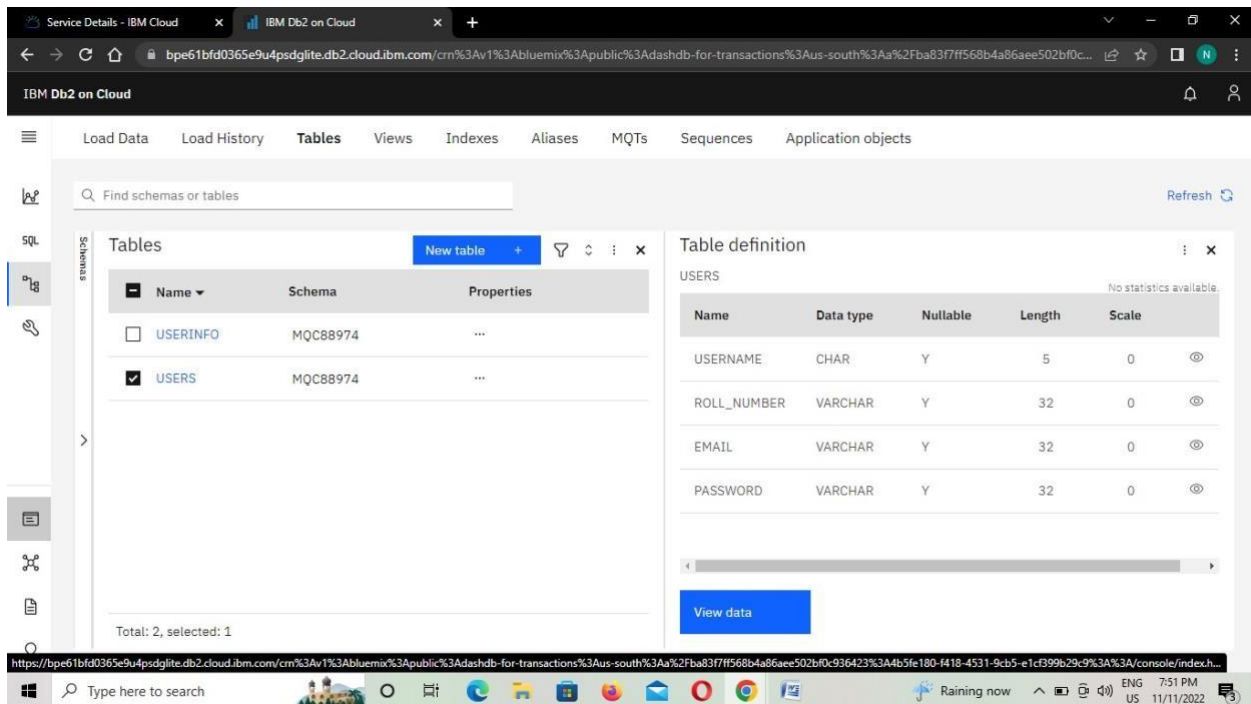 Service Details - IBM Cloud
IBM Db2 on Cloud
bpe61bfd0365e9u4psdglite.db2.cloud.ibm.com/crn%3Av1%3Abluemix%3Apublic%3Adashdb-for-transactions%3Aus-south%3Aa%2Fba83f7ff568b4a86aee502bf0c...
N
IBM Db2 on Cloud
Load Data Load History Tables Views Indexes Aliases MQTs Sequences Application objects
Find schemas or tables
Refresh
SQL
Schemas
Tables
New table +
Name Schema Properties
USERINFO MQC88974 ...
USERS MQC88974 ...
Total: 2, selected: 1
Table definition
USERS
No statistics available.
Name Data type Nullable Length Scale
USERNAME CHAR Y 5 0
ROLL_NUMBER VARCHAR Y 32 0
EMAIL VARCHAR Y 32 0
PASSWORD VARCHAR Y 32 0
View data
https://bpe61bfd0365e9u4psdglite.db2.cloud.ibm.com/crn%3Av1%3Abluemix%3Apublic%3Adashdb-for-transactions%3Aus-south%3Aa%2Fba83f7ff568b4a86aee502bf0c936423%3A4b5fe180-f418-4531-9cb5-e1cf399b29c9%3A%3A/console/index.h...
Type here to search
Raining now
ENG
US
7:51 PM
11/11/2022
3